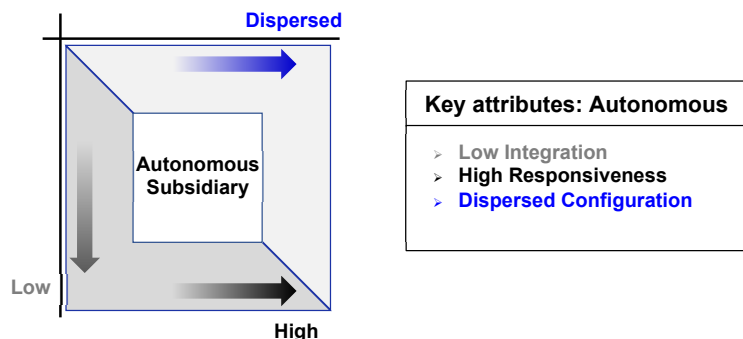 Dispersed
Autonomous
Subsidiary
Low
High
Key attributes: Autonomous
Low Integration
High Responsiveness
Dispersed Configuration